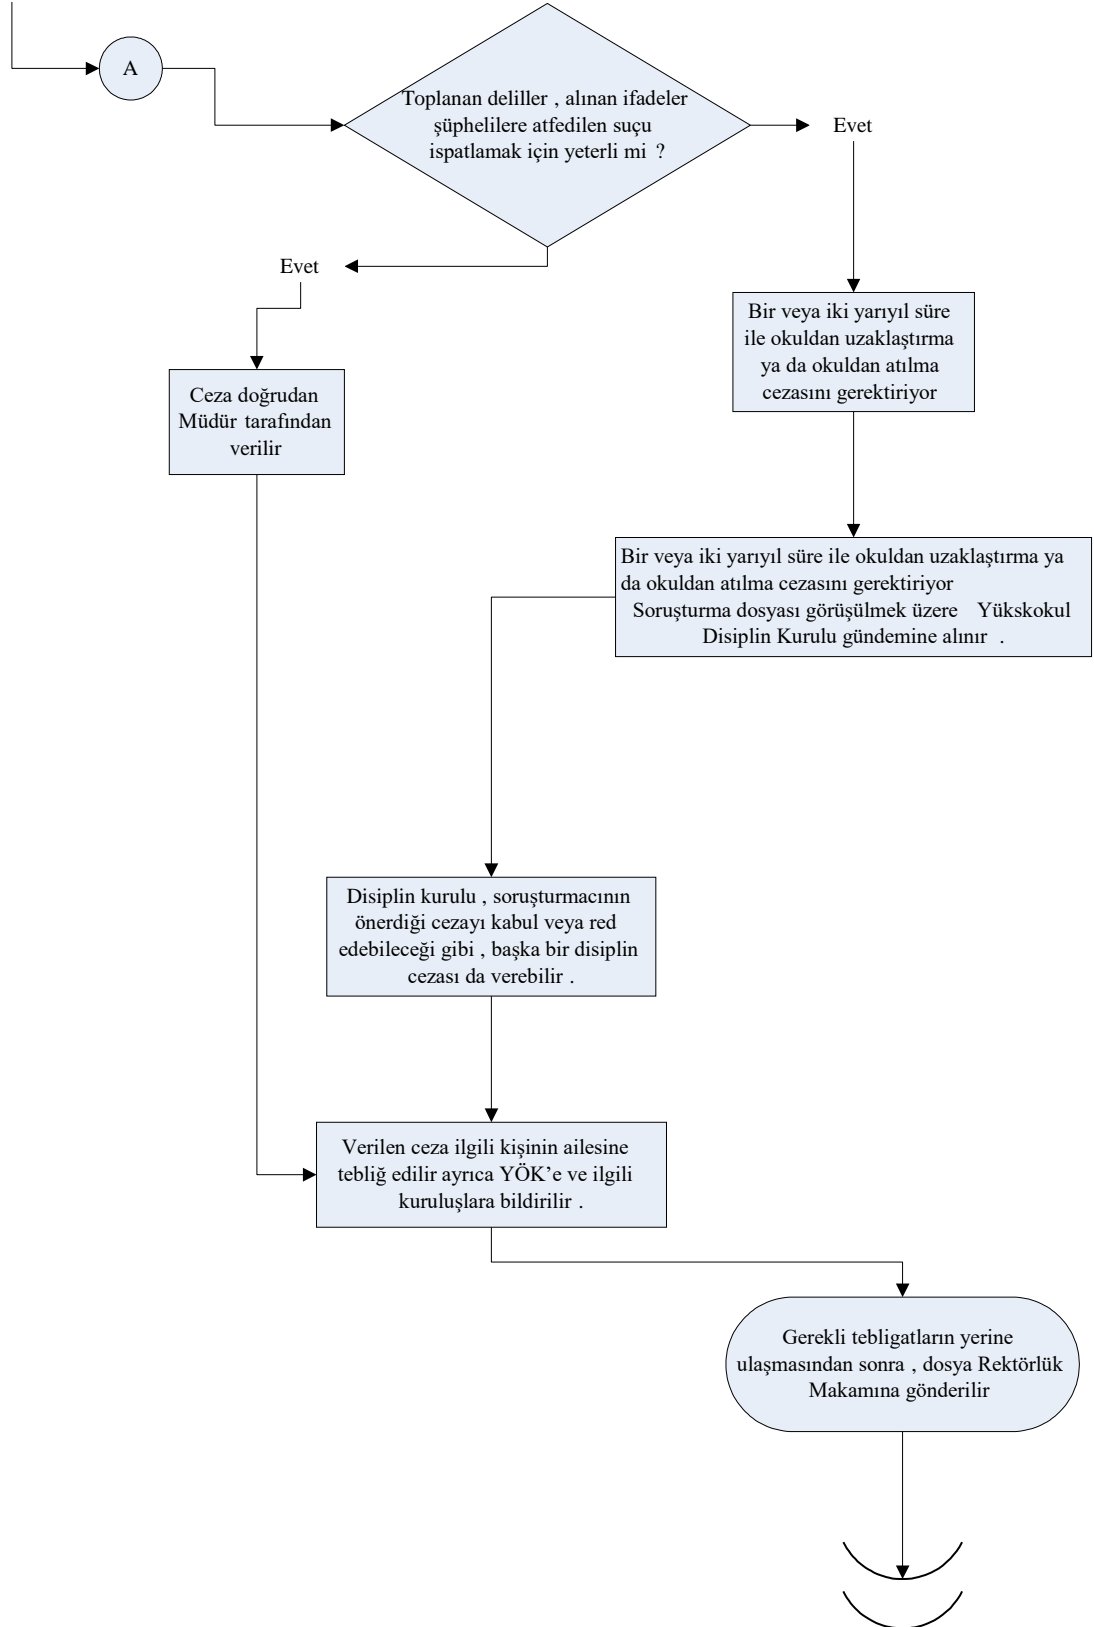 A
Toplanan deliller , alınan ifadeler
şüphelilere atfedilen suçu
ispatlamak için yeterli mi ?
Evet
Evet
Bir veya iki yarıyıl süre
ile okuldan uzaklaştırma
ya da okuldan atılma
cezasını gerektiriyor
Ceza doğrudan
Müdür tarafından
verilir
Bir veya iki yarıyıl süre ile okuldan uzaklaştırma ya
da okuldan atılma cezasını gerektiriyor
Soruşturma dosyası görüşülmek üzere Yükskokul
Disiplin Kurulu gündemine alınır .
Disiplin kurulu , soruşturmacının
önerdiği cezayı kabul veya red
edebileceği gibi , başka bir disiplin
cezası da verebilir .
Verilen ceza ilgili kişinin ailesine
tebliğ edilir ayrıca YÖK’e ve ilgili
kuruluşlara bildirilir .
Gerekli tebligatların yerine
ulaşmasından sonra , dosya Rektörlük
Makamına gönderilir